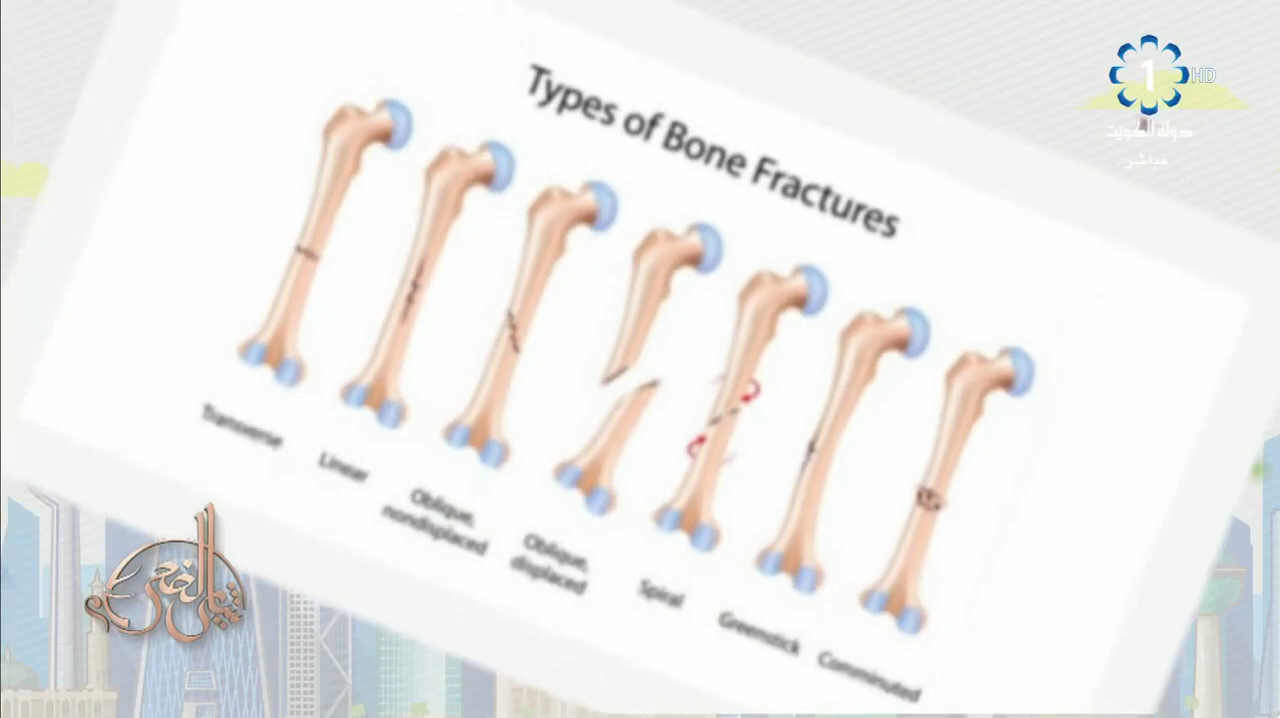 Types of Bone Fractures
1 HD
دولة الكويت
مباشر
Transverse
Linear
Oblique,
nondisplaced
Oblique,
displaced
Spiral
Greenstick
Comminuted